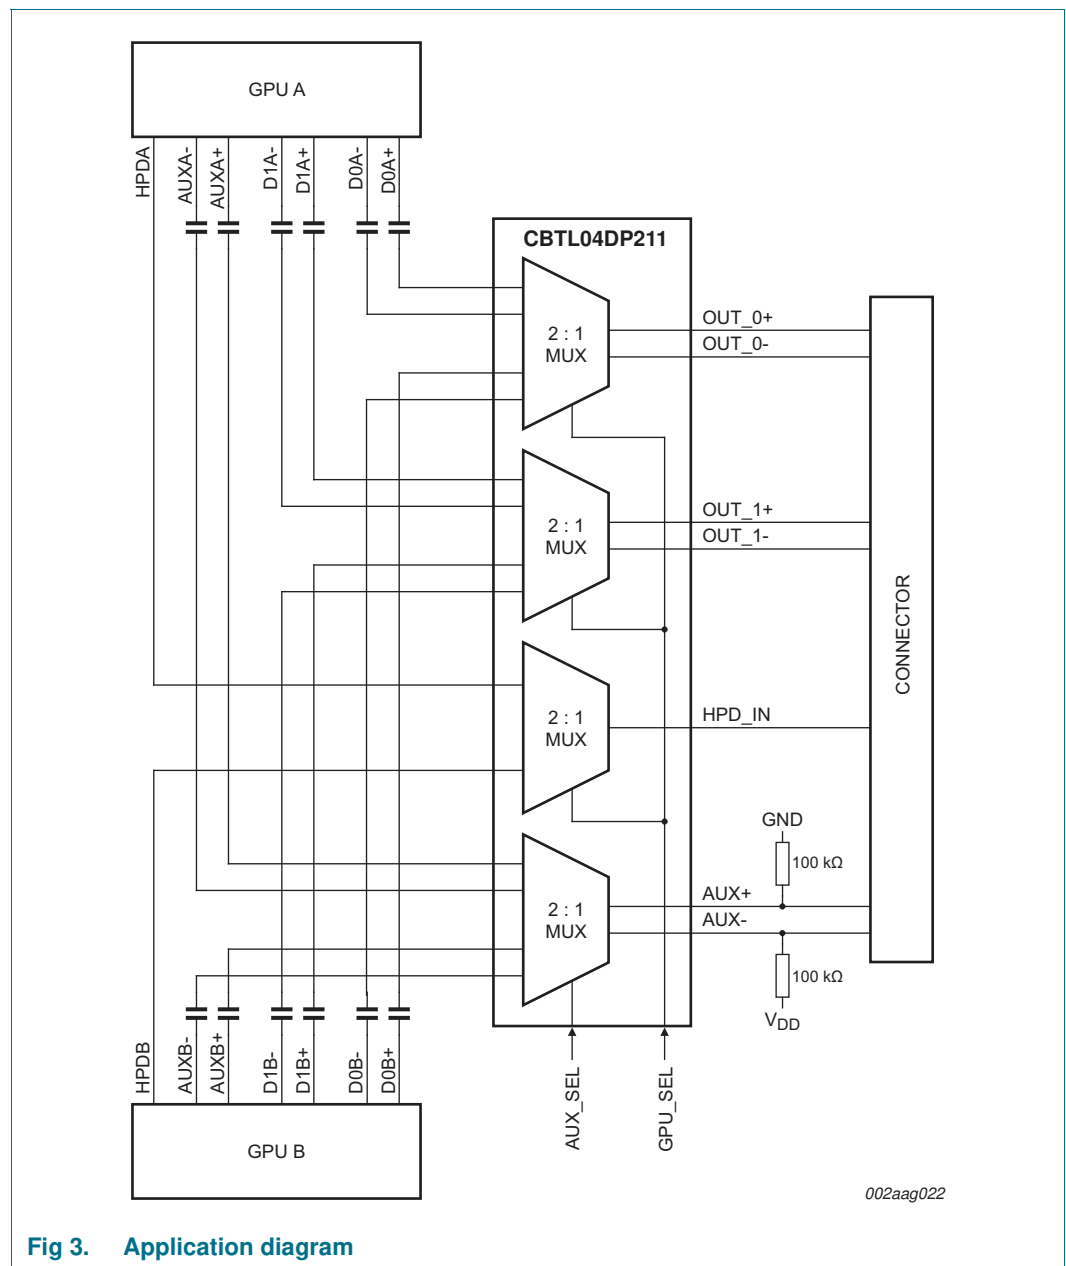 GPU A
HPDA
AUXA-
AUXA+
D1A-
D1A+
D0A-
D0A+
CBTL04DP211
2 : 1
MUX
OUT_0+
OUT_0-
2 : 1
MUX
OUT_1+
OUT_1-
CONNECTOR
2 : 1
MUX
HPD_IN
GND
100 kΩ
2 : 1
MUX
AUX+
AUX-
100 kΩ
VDD
HPDB
AUXB-
AUXB+
D1B-
D1B+
D0B-
D0B+
AUX_SEL
GPU_SEL
GPU B
002aag022
Fig 3. Application diagram